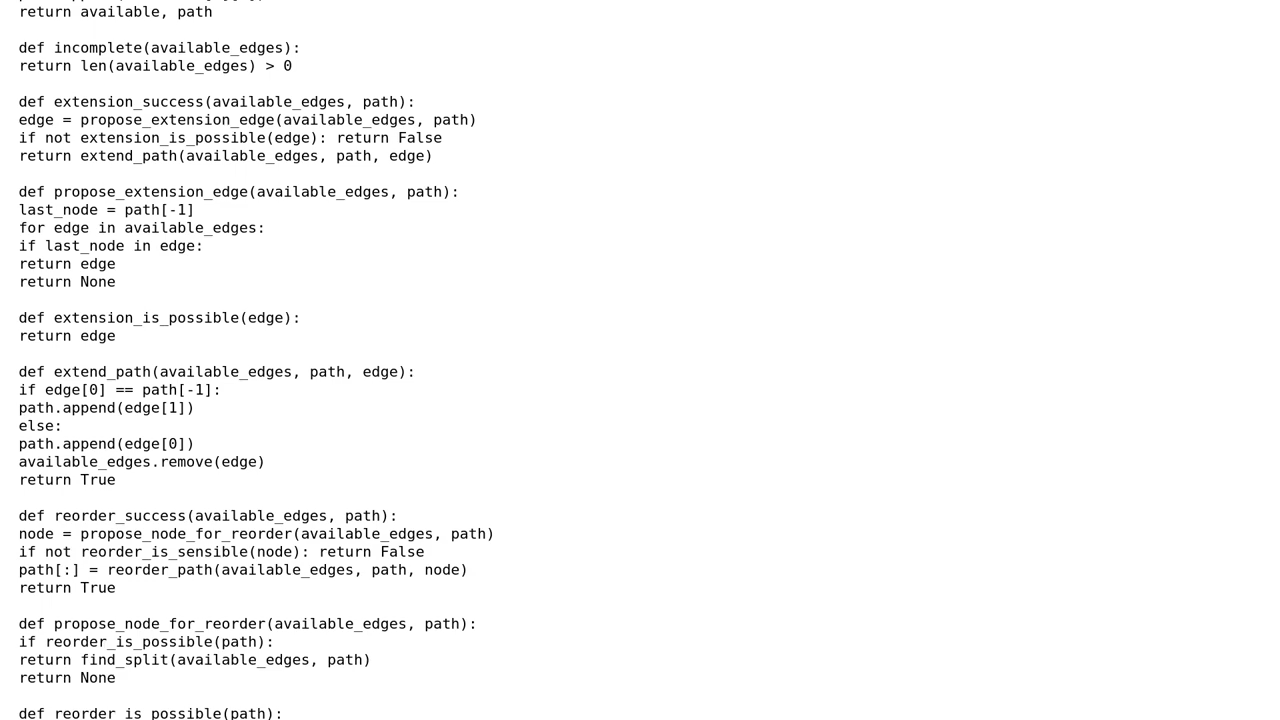 return available, path
def incomplete(available_edges):
return len(available_edges) > 0
def extension_success(available_edges, path):
edge = propose_extension_edge(available_edges, path)
if not extension_is_possible(edge): return False
return extend_path(available_edges, path, edge)
def propose_extension_edge(available_edges, path):
last_node = path[-1]
for edge in available_edges:
if last_node in edge:
return edge
return None
def extension_is_possible(edge):
return edge
def extend_path(available_edges, path, edge):
if edge[0] == path[-1]:
path.append(edge[1])
else:
path.append(edge[0])
available_edges.remove(edge)
return True
def reorder_success(available_edges, path):
node = propose_node_for_reorder(available_edges, path)
if not reorder_is_sensible(node): return False
path[:] = reorder_path(available_edges, path, node)
return True
def propose_node_for_reorder(available_edges, path):
if reorder_is_possible(path):
return find_split(available_edges, path)
return None
def reorder_is_possible(path):